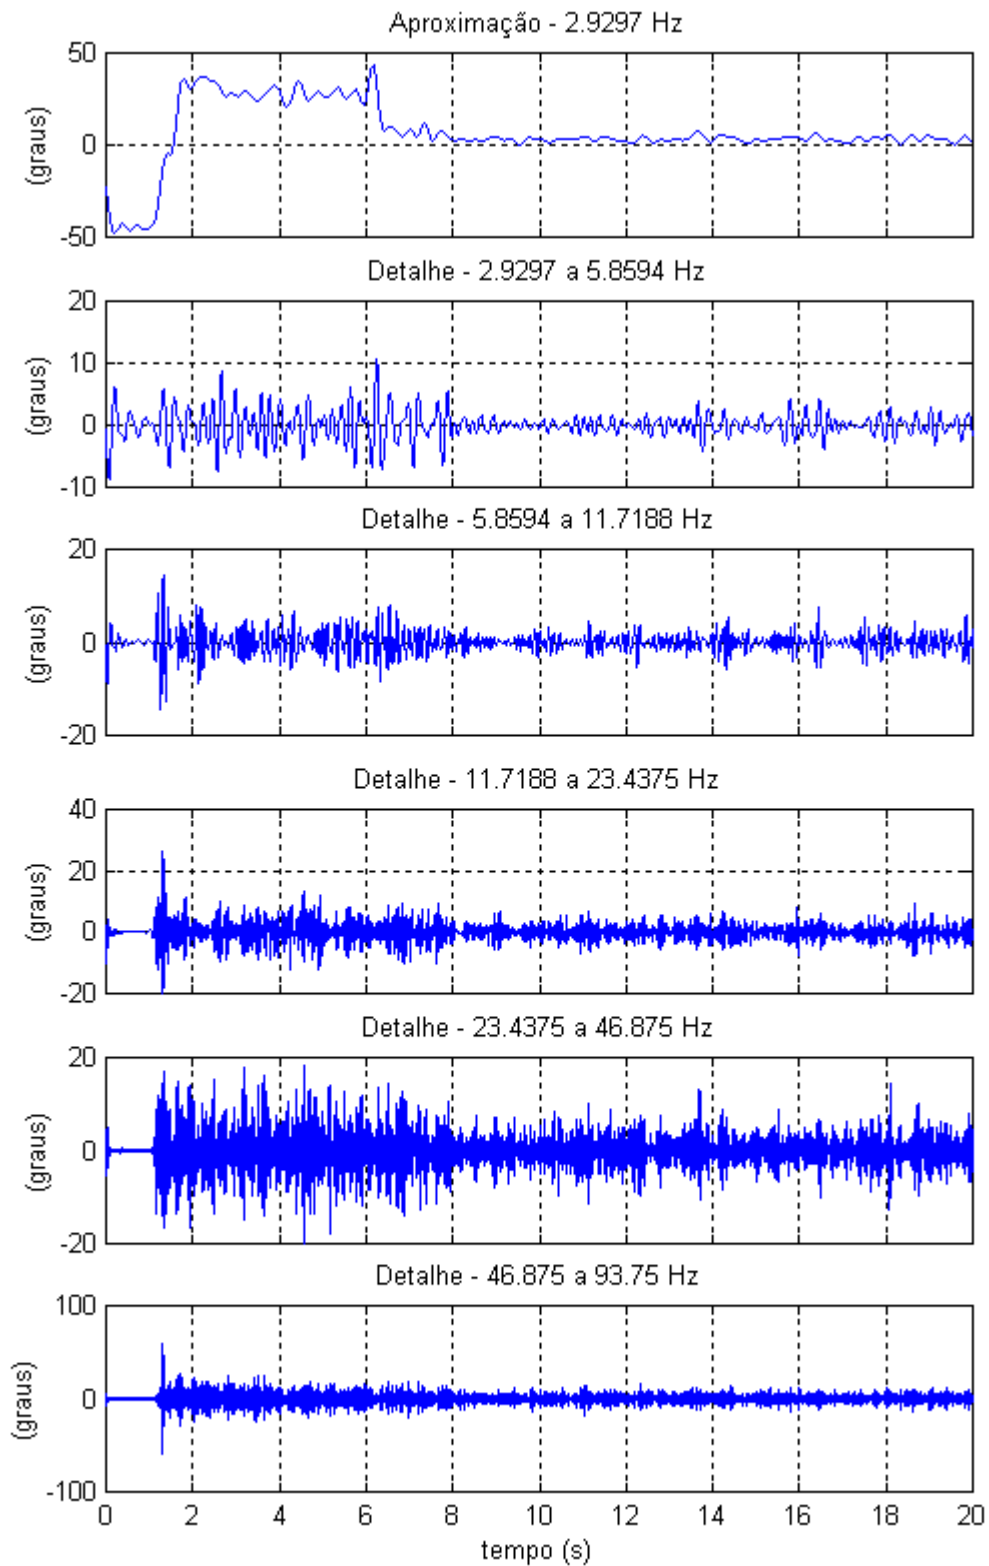 Aproximação - 2.9297 Hz
50
0
-50
(graus)
Detalhe - 2.9297 a 5.8594 Hz
20
10
0
-10
(graus)
Detalhe - 5.8594 a 11.7188 Hz
20
0
-20
(graus)
Detalhe - 11.7188 a 23.4375 Hz
40
20
0
-20
(graus)
Detalhe - 23.4375 a 46.875 Hz
20
0
-20
(graus)
Detalhe - 46.875 a 93.75 Hz
100
0
-100
(graus)
0 2 4 6 8 10 12 14 16 18 20
tempo (s)